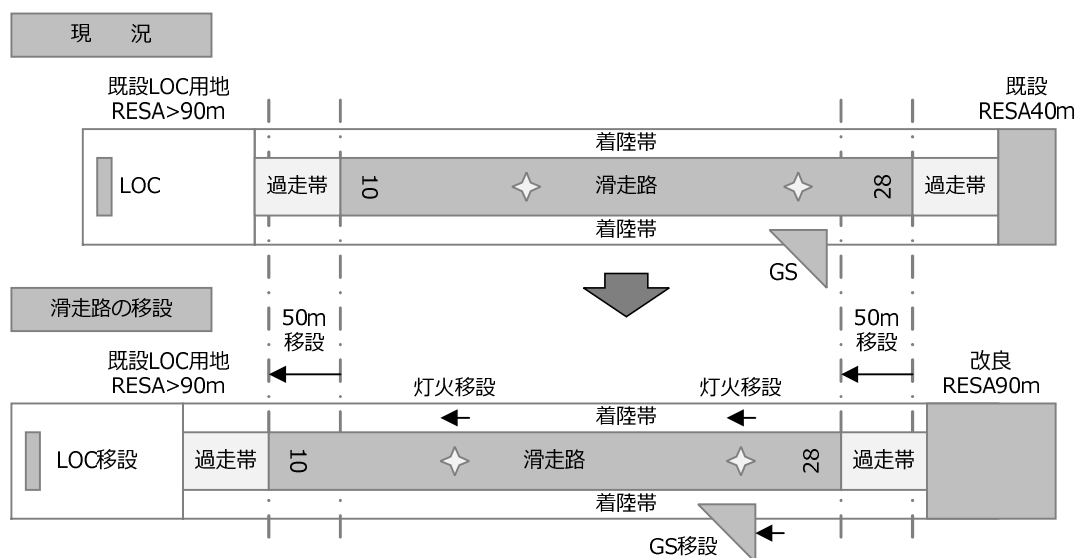 現　況
既設LOC用地
RESA>90m
既設
RESA40m
着陸帯
LOC
過走帯
10
滑走路
28
過走帯
着陸帯
GS
滑走路の移設
50m
移設
50m
移設
既設LOC用地
RESA>90m
改良
RESA90m
灯火移設
灯火移設
着陸帯
LOC移設
過走帯
10
滑走路
28
過走帯
着陸帯
GS移設